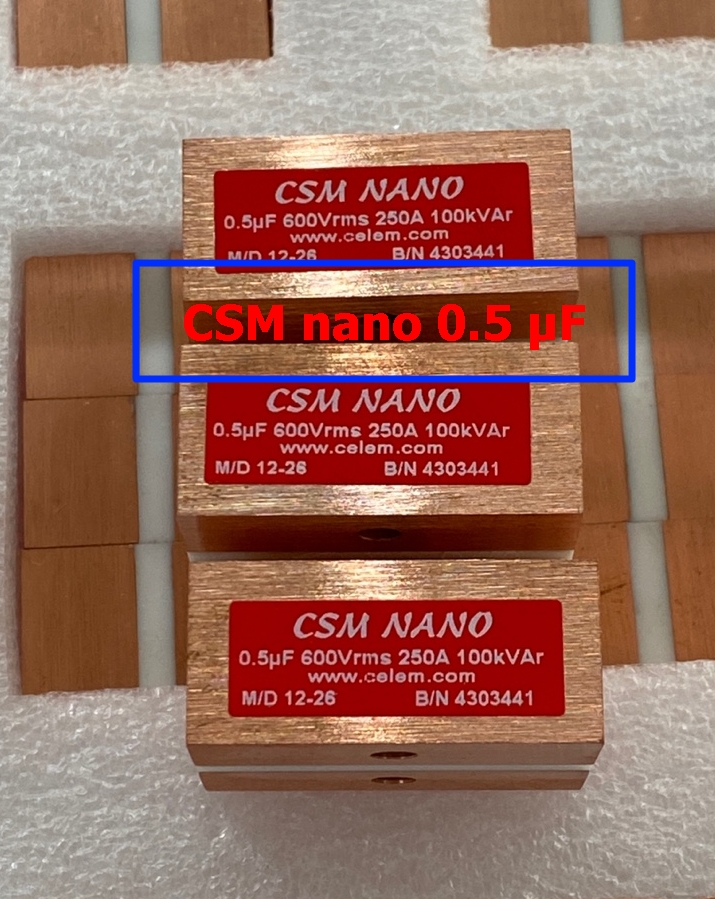 CSM NANO
0.5µF 600Vrms 250A 100kVAr
www.celem.com
M/D 12-26 B/N 4303441
CSM nano 0.5 µF
CSM NANO
0.5µF 600Vrms 250A 100kVAr
www.celem.com
M/D 12-26 B/N 4303441
CSM NANO
0.5µF 600Vrms 250A 100kVAr
www.celem.com
M/D 12-26 B/N 4303441